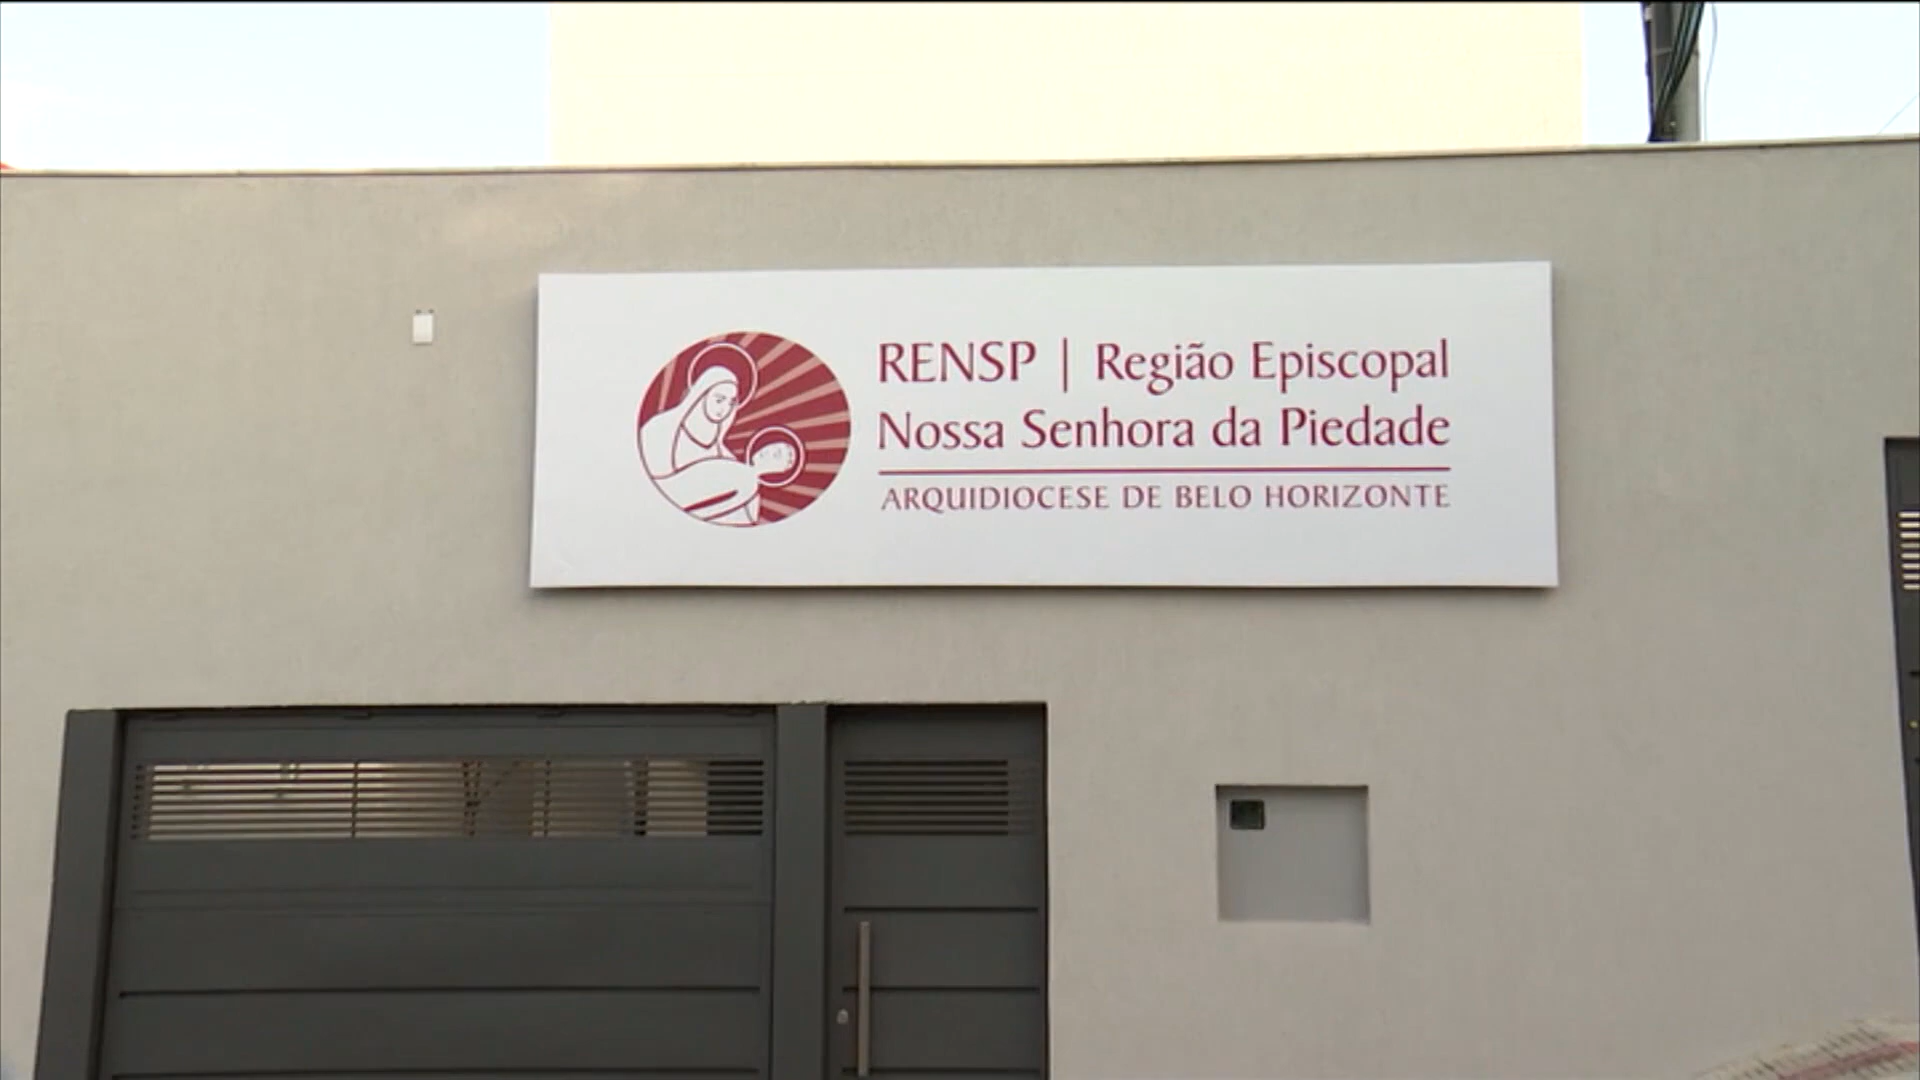 RENSP | Região Episcopal
Nossa Senhora da Piedade
ARQUIDIOCESE DE BELO HORIZONTE